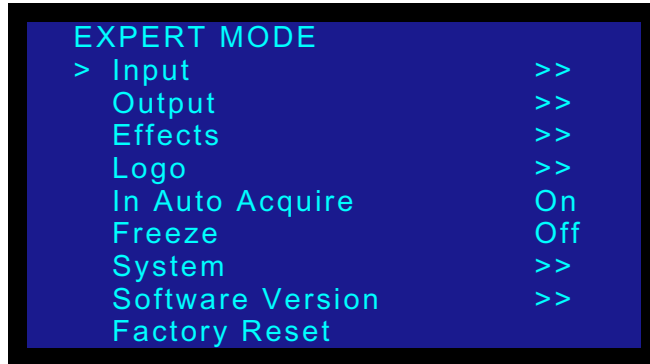 EXPERT MODE
> Input >>
Output >>
Effects >>
Logo >>
In Auto Acquire On
Freeze Off
System >>
Software Version >>
Factory Reset